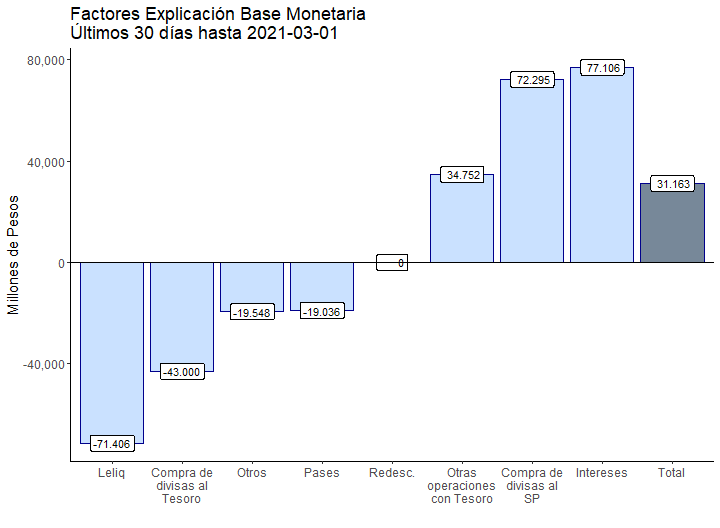 Factores Explicación Base Monetaria
Últimos 30 días hasta 2021-03-01
Millones de Pesos
80,000
40,000
0
-40,000
-71.406
-43.000
-19.548
-19.036
0
34.752
72.295
77.106
31.163
Leliq
Compra de
divisas al
Tesoro
Otros
Pases
Redesc.
Otras
operaciones
con Tesoro
Compra de
divisas al
SP
Intereses
Total